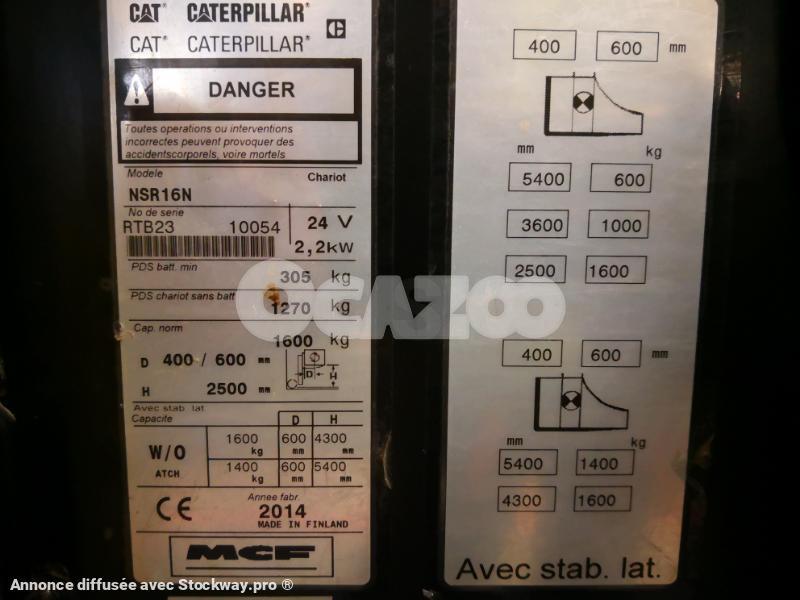 CAT® CATERPILLAR®
CAT® CATERPILLAR®
DANGER
Toutes operations ou interventions
incorrectes peuvent provoquer des
accidentscorporels, voire mortels
Modele Chariot
NSR16N
No de serie
RTB23 10054
24 V
2,2kW
PDS batt. min
305 kg
PDS chariot sans batt
1270 kg
Cap. norm
1600 kg
D 400 / 600 mm
D H
H 2500 mm
Avec stab. lat.
Capacite D H
W/O
ATCH
1600 kg 600 mm 4300 mm
1400 kg 600 mm 5400 mm
CE
Annee fabr.
2014
MADE IN FINLAND
MCF
400 600 mm
mm kg
5400 600
3600 1000
2500 1600
400 600 mm
mm kg
5400 1400
4300 1600
Avec stab. lat.
OCAZOO
Annonce diffusée avec Stockway.pro ®